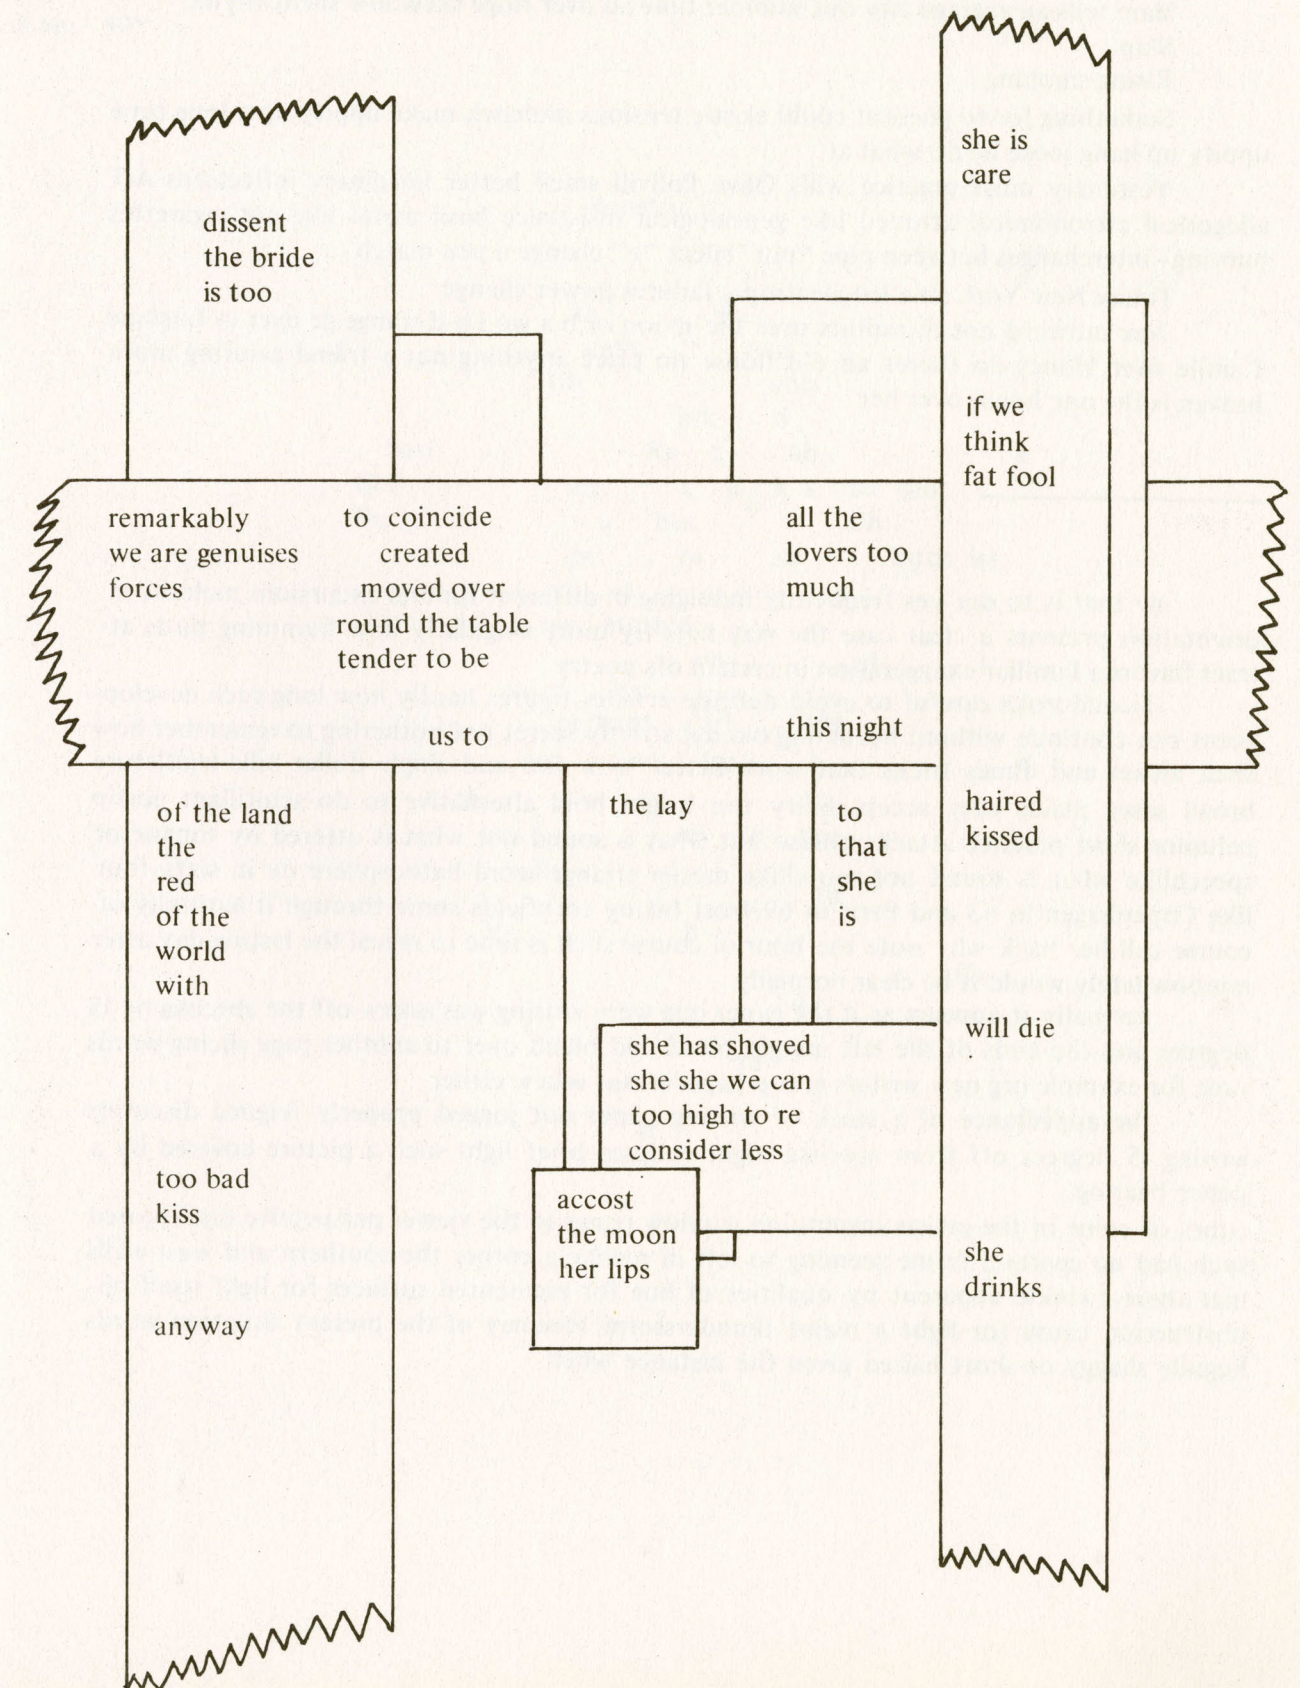 she is
care
dissent
the bride
is too
if we
think
fat fool
remarkably
we are genuises
forces
to coincide
created
moved over
round the table
tender to be
us to
all the
lovers too
much
this night
of the land
the
red
of the
world
with
too bad
kiss
anyway
the lay
to
that
she
is
haired
kissed
will die
she has shoved
she she we can
too high to re
consider less
accost
the moon
her lips
she
drinks